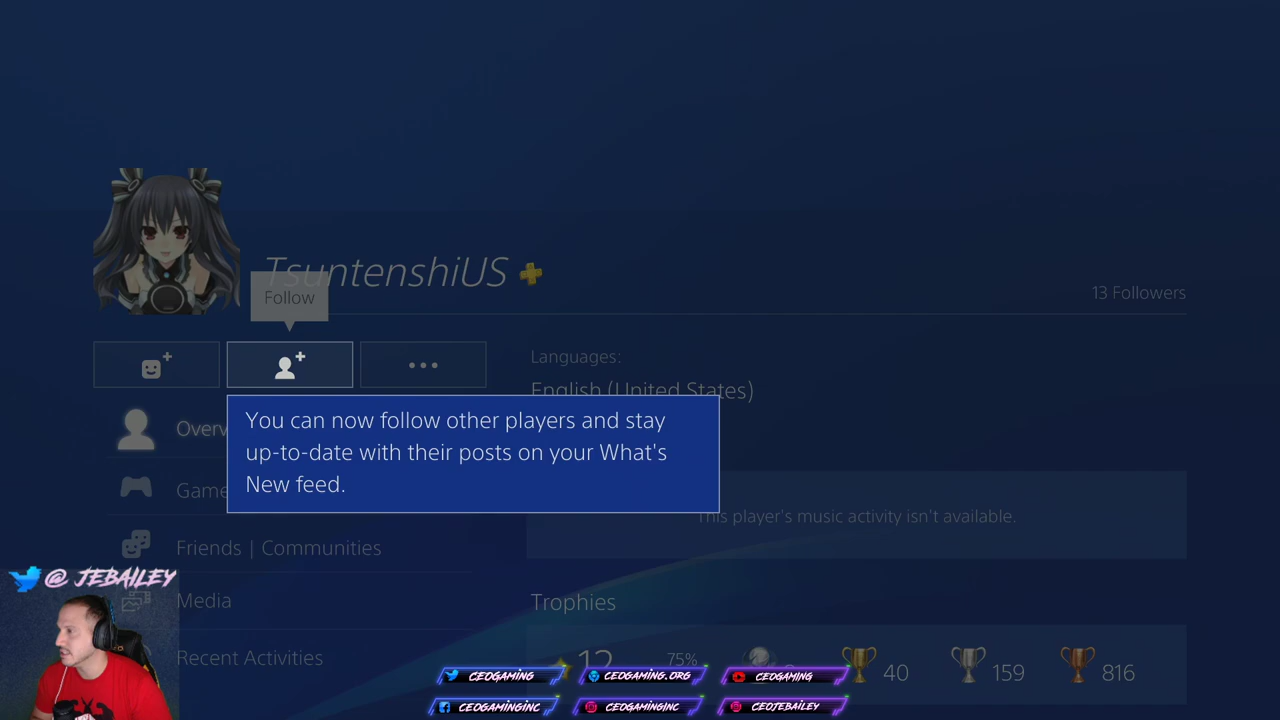 TsuntenshiUS
Follow
13 Followers
Languages:
English (United States)
You can now follow other players and stay
up-to-date with their posts on your What's
New feed.
Overv
Game
This player's music activity isn't available.
Friends | Communities
@ JEBAILEY
Media
Trophies
Recent Activities
12
75%
40
159
816
CEOGAMING
CEOGAMING.ORG
CEOGAMING
CEOGAMINGINC
CEOGAMINGINC
CEOJEBAILEY